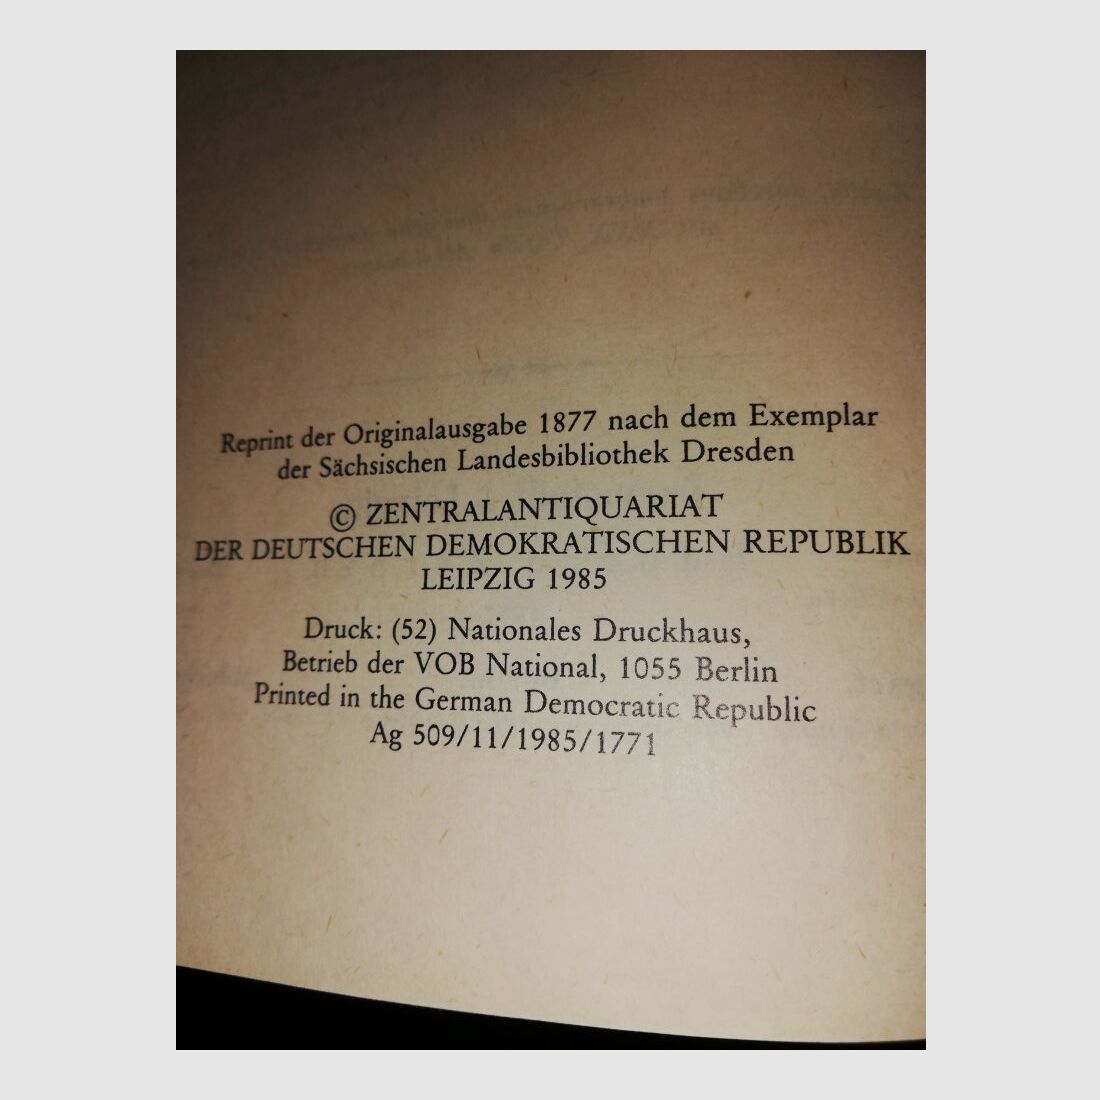 Reprint der Originalausgabe 1877 nach dem Exemplar
der Sächsischen Landesbibliothek Dresden
© ZENTRALANTIQUARIAT
DER DEUTSCHEN DEMOKRATISCHEN REPUBLIK
LEIPZIG 1985
Druck: (52) Nationales Druckhaus,
Betrieb der VOB National, 1055 Berlin
Printed in the German Democratic Republic
Ag 509/11/1985/1771